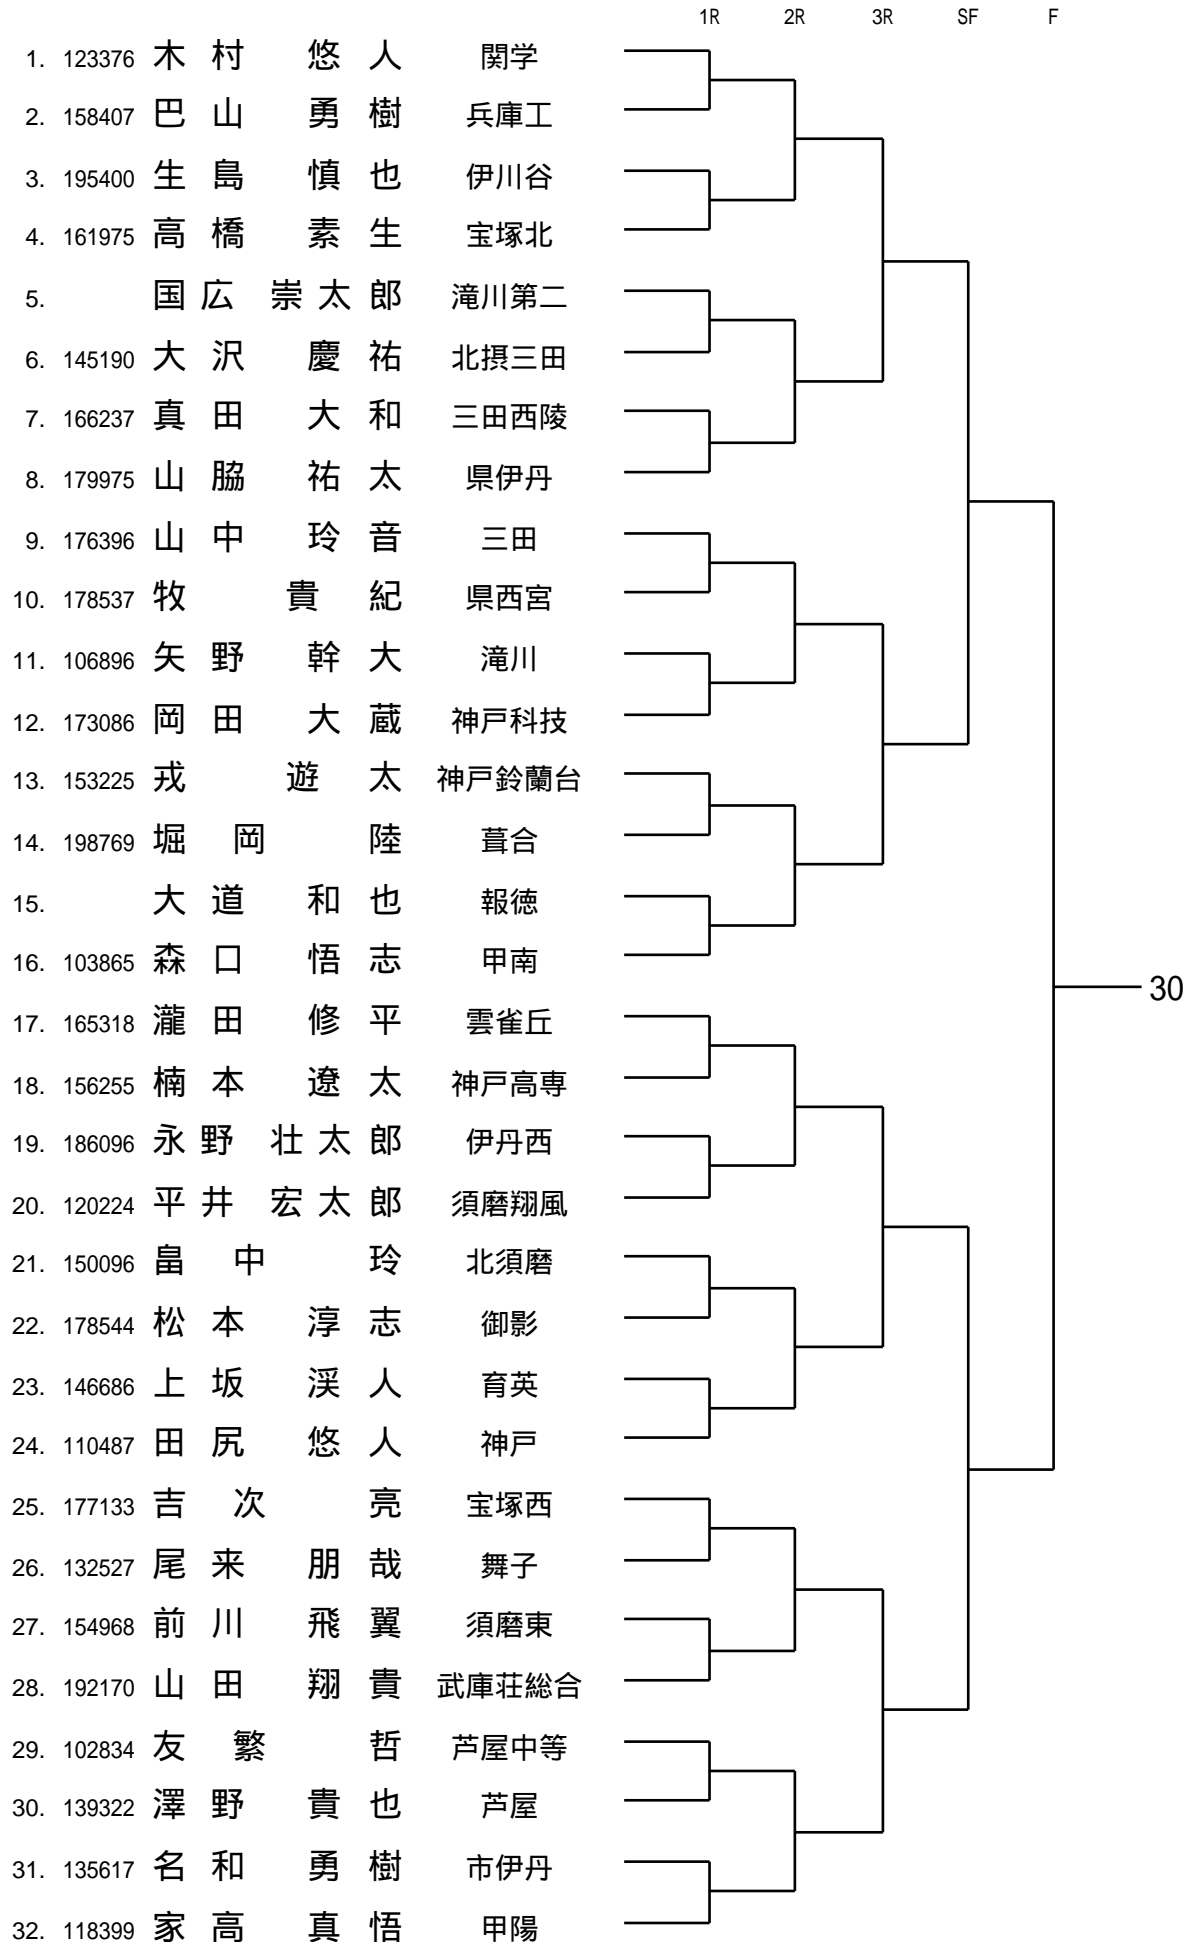 1R 2R 3R SF F
1. 123376 木村 悠人 関学
2. 158407 巴山 勇樹 兵庫工
3. 195400 生島 慎也 伊川谷
4. 161975 高橋 素生 宝塚北
5. 国広 崇太郎 滝川第二
6. 145190 大沢 慶祐 北摂三田
7. 166237 真田 大和 三田西陵
8. 179975 山脇 祐太 県伊丹
9. 176396 山中 玲音 三田
10. 178537 牧 貴紀 県西宮
11. 106896 矢野 幹大 滝川
12. 173086 岡田 大蔵 神戸科技
13. 153225 戎 遊太 神戸鈴蘭台
14. 198769 堀岡 陸 葺合
15. 大道 和也 報徳
16. 103865 森口 悟志 甲南
30
17. 165318 瀧田 修平 雲雀丘
18. 156255 楠本 遼太 神戸高専
19. 186096 永野 壮太郎 伊丹西
20. 120224 平井 宏太郎 須磨翔風
21. 150096 畠中 玲 北須磨
22. 178544 松本 淳志 御影
23. 146686 上坂 渓人 育英
24. 110487 田尻 悠人 神戸
25. 177133 吉次 亮 宝塚西
26. 132527 尾来 朋哉 舞子
27. 154968 前川 飛翼 須磨東
28. 192170 山田 翔貴 武庫荘総合
29. 102834 友繁 哲 芦屋中等
30. 139322 澤野 貴也 芦屋
31. 135617 名和 勇樹 市伊丹
32. 118399 家高 真悟 甲陽